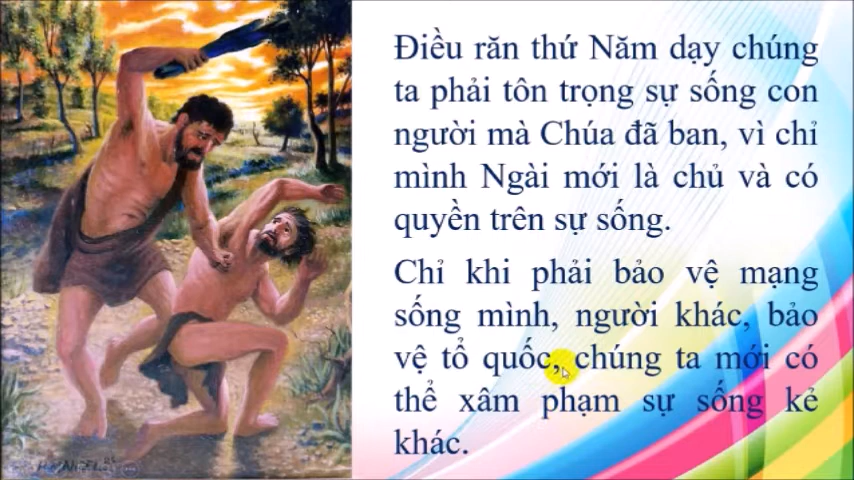 Điều răn thứ Năm dạy chúng
ta phải tôn trọng sự sống con
người mà Chúa đã ban, vì chỉ
mình Ngài mới là chủ và có
quyền trên sự sống.
Chỉ khi phải bảo vệ mạng
sống mình, người khác, bảo
vệ tổ quốc, chúng ta mới có
thể xâm phạm sự sống kẻ
khác.